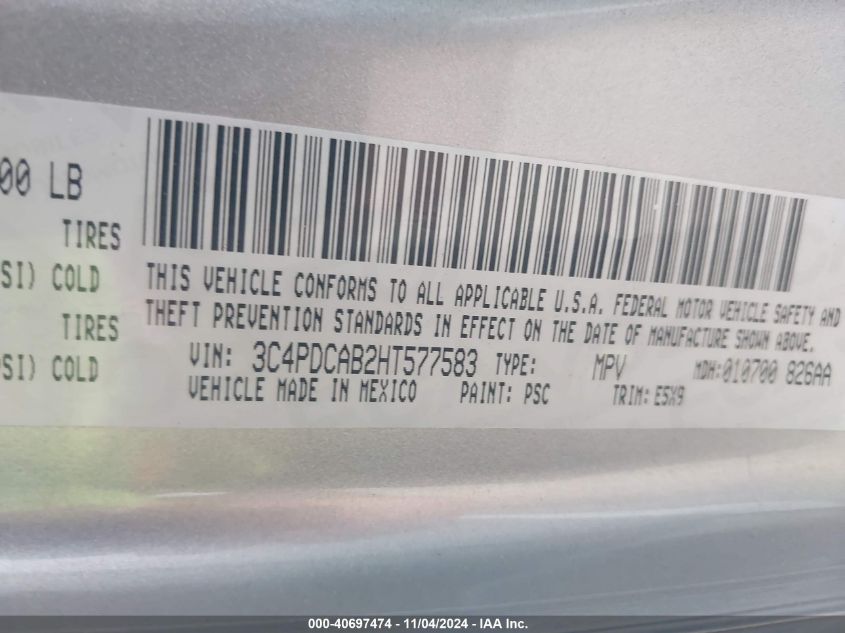 00 LB
TIRES
SI) COLD
TIRES
SI) COLD
THIS VEHICLE CONFORMS TO ALL APPLICABLE U.S.A. FEDERAL MOTOR VEHICLE SAFETY AND
THEFT PREVENTION STANDARDS IN EFFECT ON THE DATE OF MANUFACTURE SHOWN ABOVE.
VIN: 3C4PDCAB2HT577583 TYPE: MPV MDH:010700 826AA
VEHICLE MADE IN MEXICO PAINT: PSC TRIM: E5X9
000-40697474 - 11/04/2024 - IAA Inc.